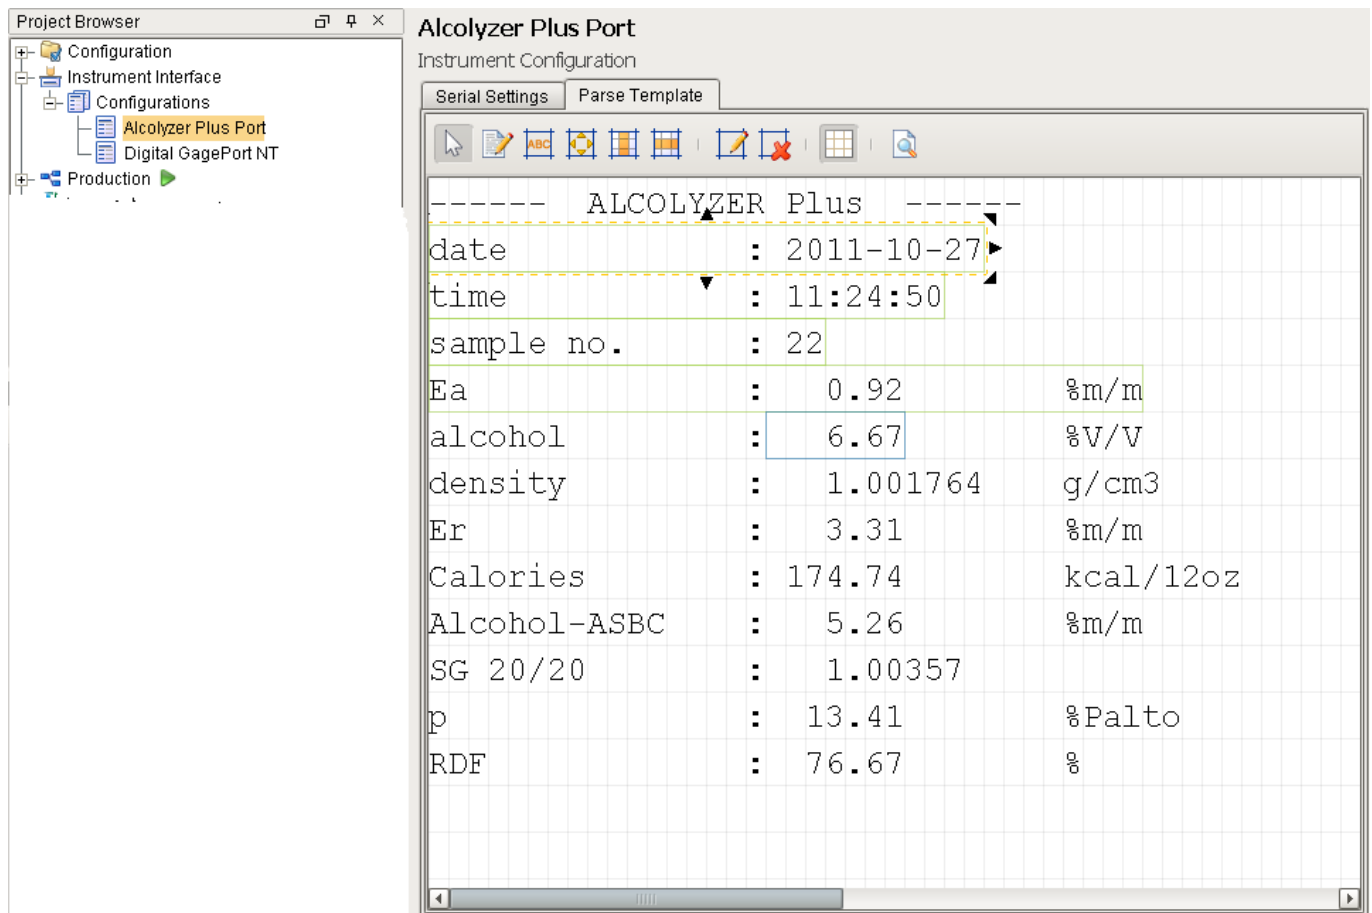 Project Browser
Configuration
Instrument Interface
Configurations
Alcolyzer Plus Port
Digital GagePort NT
Production
Alcolyzer Plus Port
Instrument Configuration
Serial Settings
Parse Template
ABC
------ ALCOLYZER Plus ------
date : 2011-10-27
time : 11:24:50
sample no. : 22
Ea : 0.92 %m/m
alcohol : 6.67 %V/V
density : 1.001764 g/cm3
Er : 3.31 %m/m
Calories : 174.74 kcal/12oz
Alcohol-ASBC : 5.26 %m/m
SG 20/20 : 1.00357
p : 13.41 %Palto
RDF : 76.67 %